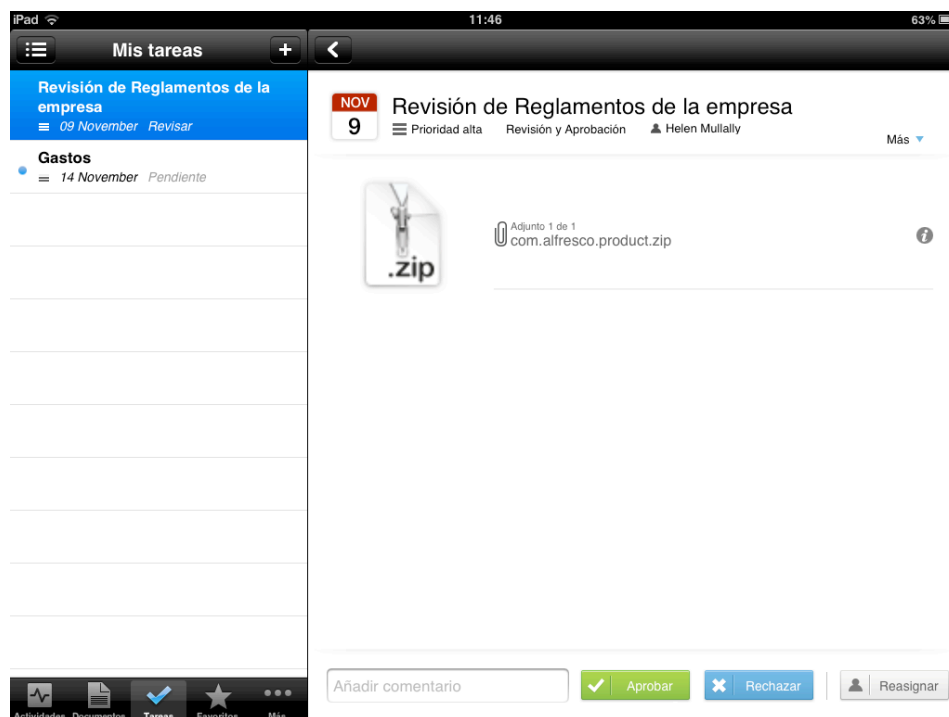 iPad 11:46 63%
Mis tareas
Revisión de Reglamentos de la
empresa
09 November Revisar
Gastos
14 November Pendiente
NOV
9
Revisión de Reglamentos de la empresa
Prioridad alta Revisión y Aprobación Helen Mullally
Más
.zip
Adjunto 1 de 1
com.alfresco.product.zip
Añadir comentario
Aprobar
Rechazar
Reasignar
Actividades Documentos Tareas Favoritos Más